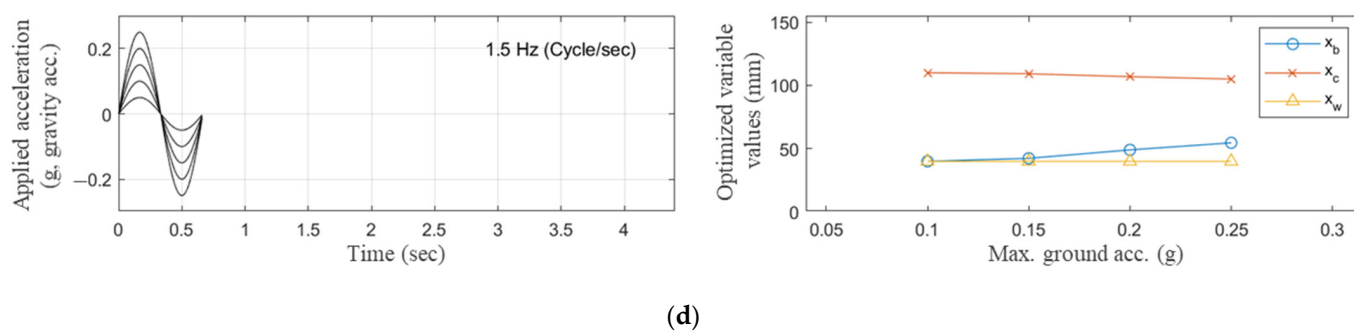 Applied acceleration
(g, gravity acc.)
0.2
0
−0.2
1.5 Hz (Cycle/sec)
0 0.5 1 1.5 2 2.5 3 3.5 4
Time (sec)
Optimized variable
values (mm)
150
100
50
0
x_b
x_c
x_w
0.05 0.1 0.15 0.2 0.25 0.3
Max. ground acc. (g)
(d)